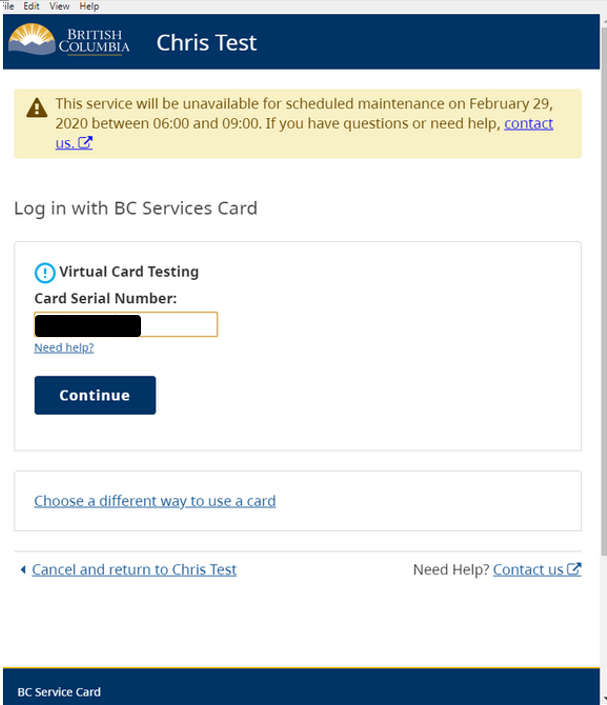 File Edit View Help
BRITISH
COLUMBIA
Chris Test
This service will be unavailable for scheduled maintenance on February 29,
2020 between 06:00 and 09:00. If you have questions or need help, contact
us.
Log in with BC Services Card
Virtual Card Testing
Card Serial Number:
Need help?
Continue
Choose a different way to use a card
Cancel and return to Chris Test
Need Help? Contact us
BC Service Card